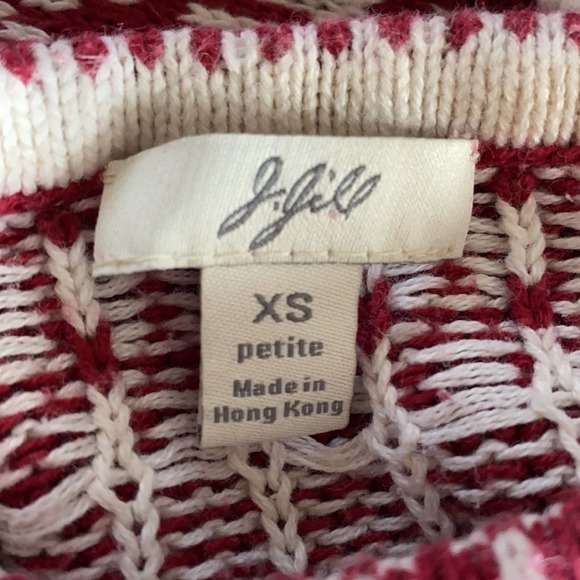 J.Jill
XS
petite
Made in
Hong Kong